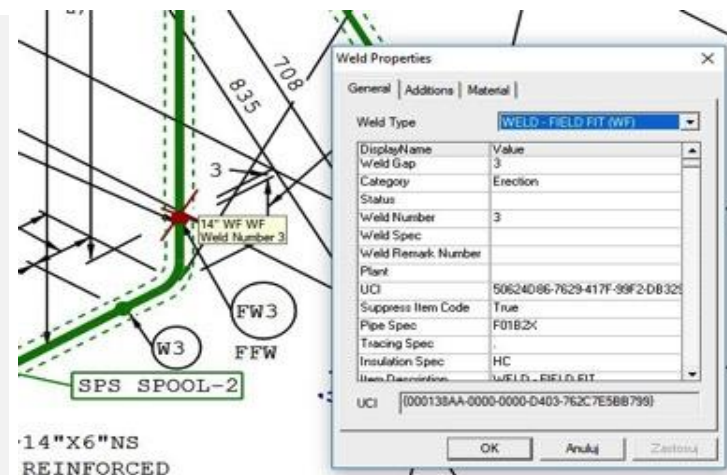 835
708
3
14" WF WF
Weld Number 3
FW3
FFW
W3
SPS SPOOL-2
14"X6"NS
REINFORCED
Weld Properties
General
Additions
Material
Weld Type
WELD - FIELD FIT (WF)
DisplayName Value
Weld Gap 3
Category Erection
Status
Weld Number 3
Weld Spec
Weld Remark Number
Plant
UCI 50624D86-7629-417F-99F2-DB329
Suppress Item Code True
Pipe Spec F01B2X
Tracing Spec .
Insulation Spec HC
Item Description WELD - FIELD FIT
UCI {000138AA-0000-0000-D403-762C7E5BB799}
OK
Anuluj
Zastosuj